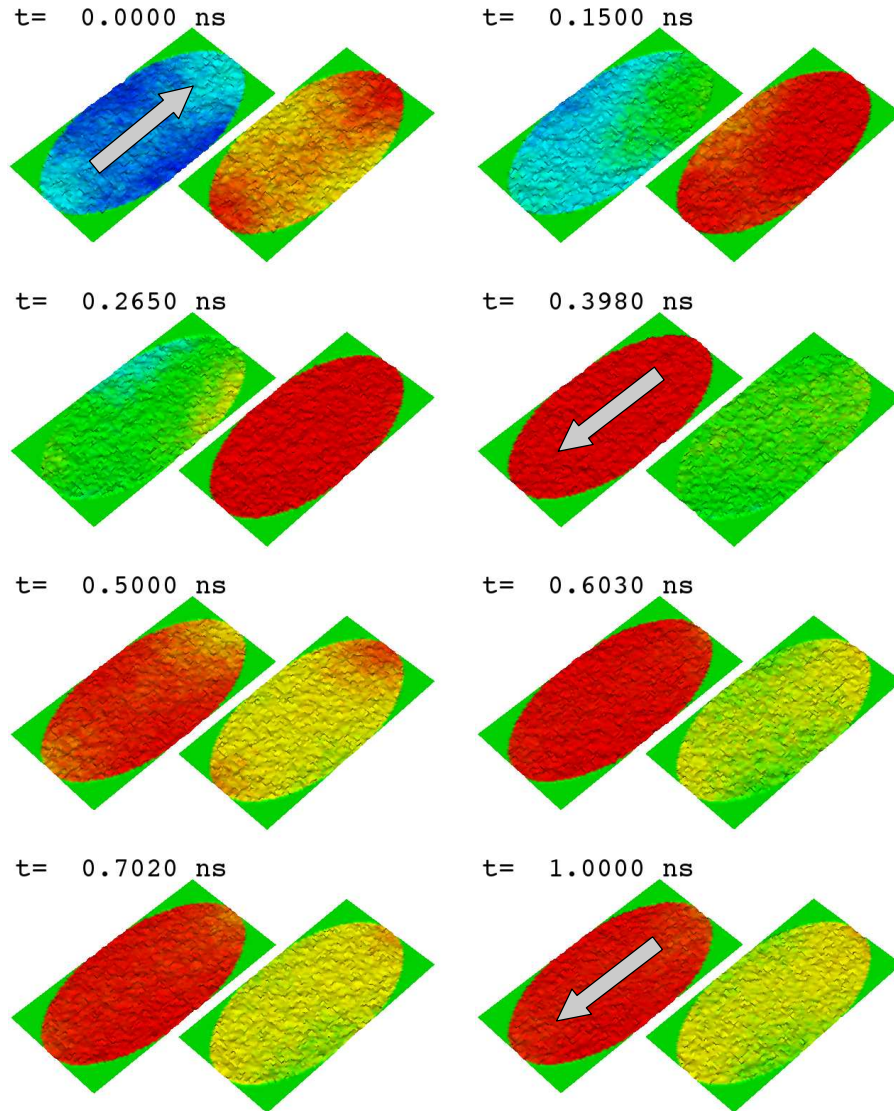 t=  0.0000 ns
t=  0.1500 ns
t=  0.2650 ns
t=  0.3980 ns
t=  0.5000 ns
t=  0.6030 ns
t=  0.7020 ns
t=  1.0000 ns